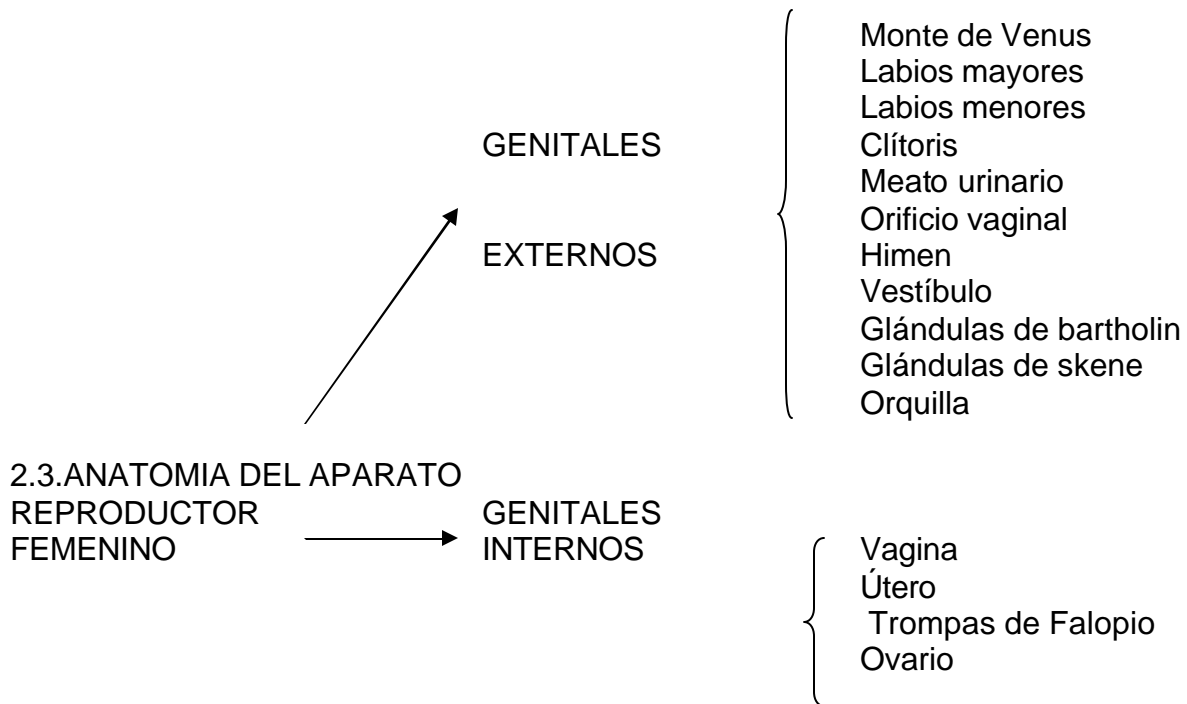 Monte de Venus
Labios mayores
Labios menores
GENITALES
Clítoris
Meato urinario
Orificio vaginal
EXTERNOS
Himen
Vestíbulo
Glándulas de bartholin
Glándulas de skene
Orquilla
2.3.ANATOMIA DEL APARATO
REPRODUCTOR
FEMENINO
GENITALES
INTERNOS
Vagina
Útero
Trompas de Falopio
Ovario